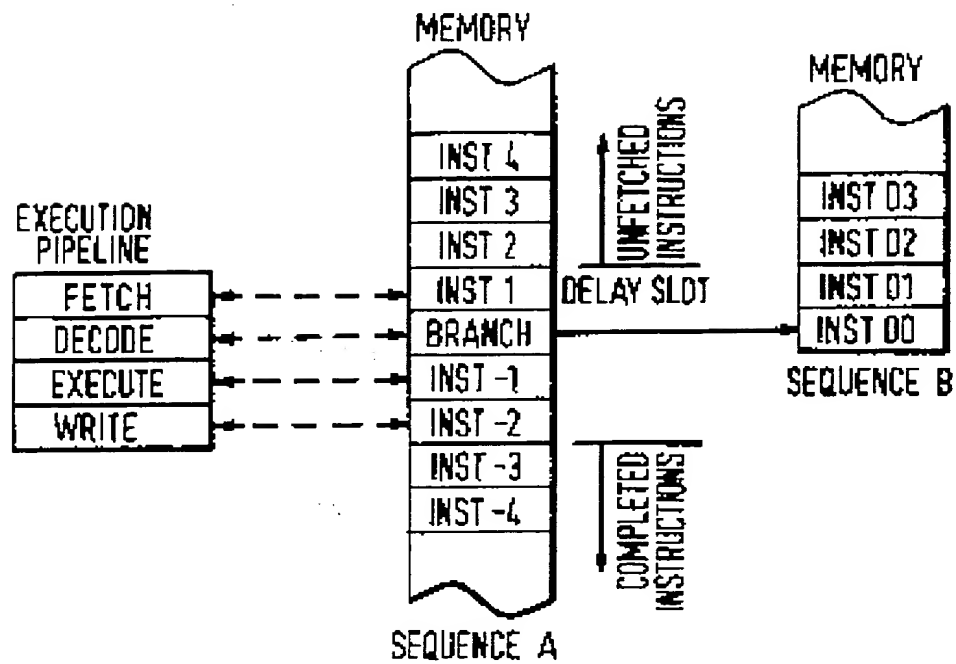 MEMORY
INST 4
INST 3
INST 2
INST 1
BRANCH
INST -1
INST -2
INST -3
INST -4
SEQUENCE A
EXECUTION
PIPELINE
FETCH
DECODE
EXECUTE
WRITE
UNFETCHED
INSTRUCTIONS
DELAY SLOT
COMPLETED
INSTRUCTIONS
MEMORY
INST D3
INST D2
INST D1
INST D0
SEQUENCE B